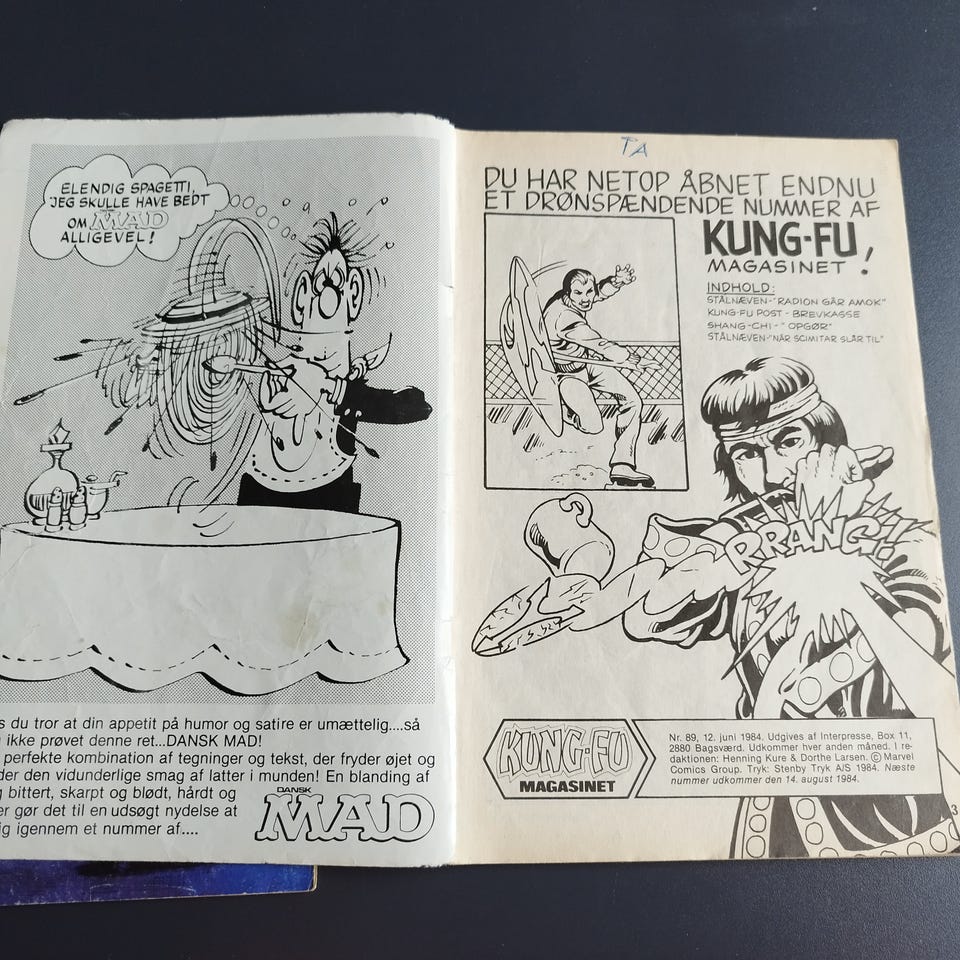 ELENDIG SPAGETTI,
JEG SKULLE HAVE BEDT
OM MAD
ALLIGEVEL!
du tror at din appetit på humor og satire er umættelig....så
ikke prøvet denne ret...DANSK MAD!
perfekte kombination af tegninger og tekst, der fryder øjet og
den vidunderlige smag af latter i munden! En blanding af
bittert, skarpt og blødt, hårdt og
gør det til en udsøgt nydelse at
igennem et nummer af....
DANSK
MAD
TA
DU HAR NETOP ÅBNET ENDNU
ET DRØNSPÆNDENDE NUMMER AF
KUNG-FU
MAGASINET!
INDHOLD:
STÅLNÆVEN-"RADION GÅR AMOK"
KUNG-FU POST - BREVKASSE
SHANG-CHI-"OPGØR"
STÅLNÆVEN-"NÅR SCIMITAR SLÅR TIL"
RRANG!!
KUNG-FU
MAGASINET
Nr. 89, 12. juni 1984. Udgives af Interpresse, Box 11,
2880 Bagsværd. Udkommer hver anden måned. I re-
daktionen: Henning Kure & Dorthe Larsen. © Marvel
Comics Group. Tryk: Stenby Tryk A/S 1984. Næste
nummer udkommer den 14. august 1984.
3